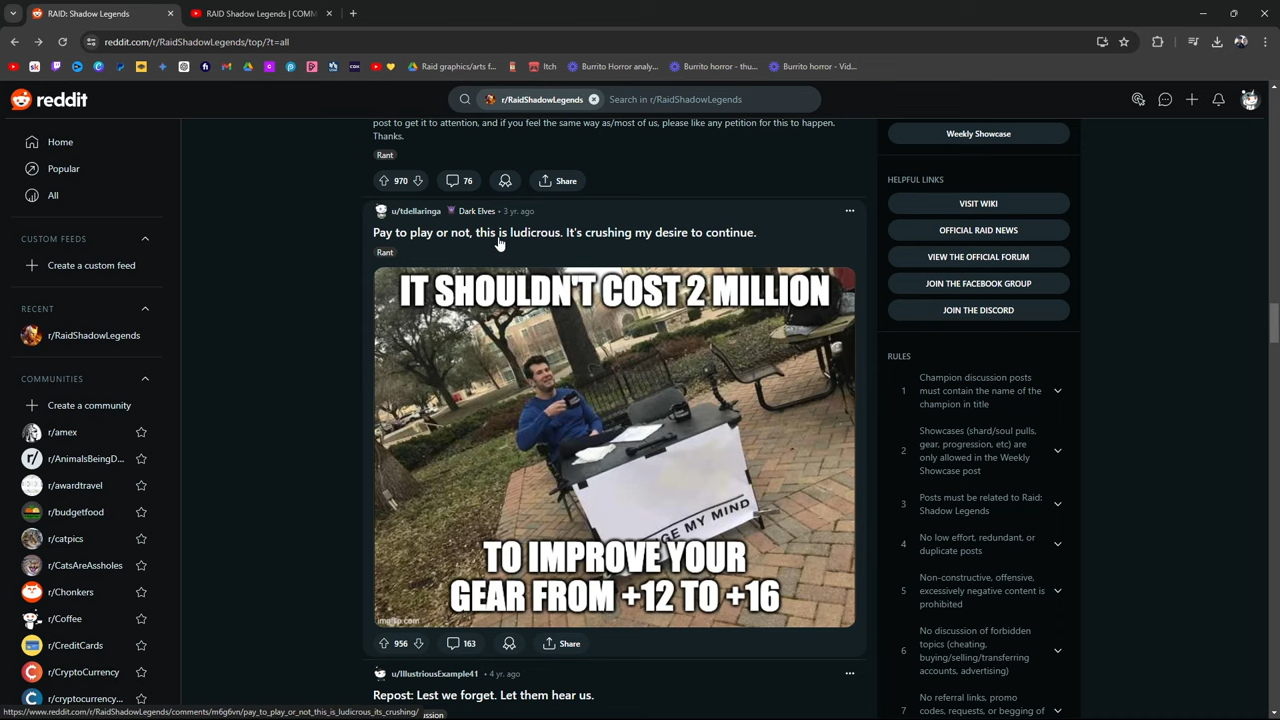 RAID: Shadow Legends
RAID Shadow Legends | COMM
reddit.com/r/RaidShadowLegends/top/?t=all
Raid graphics/arts f...
Itch
Burrito Horror analy...
Burrito horror - thu...
Burrito horror - Vid...
reddit
r/RaidShadowLegends
Search in r/RaidShadowLegends
Home
Popular
All
CUSTOM FEEDS
Create a custom feed
RECENT
r/RaidShadowLegends
COMMUNITIES
Create a community
r/amex
r/AnimalsBeingD...
r/awardtravel
r/budgetfood
r/catpics
r/CatsAreAssholes
r/Chonkers
r/Coffee
r/CreditCards
r/CryptoCurrency
r/cryptocurrency...
post to get it to attention, and if you feel the same way as/most of us, please like any petition for this to happen.
Thanks.
Rant
970
76
Share
u/tdellaringa Dark Elves • 3 yr. ago
Pay to play or not, this is ludicrous. It's crushing my desire to continue.
Rant
IT SHOULDN'T COST 2 MILLION
GE MY MIND
TO IMPROVE YOUR
GEAR FROM +12 TO +16
imgflip.com
956
163
Share
u/IllustriousExample41 • 4 yr. ago
Repost: Lest we forget. Let them hear us.
ussion
Weekly Showcase
HELPFUL LINKS
VISIT WIKI
OFFICIAL RAID NEWS
VIEW THE OFFICIAL FORUM
JOIN THE FACEBOOK GROUP
JOIN THE DISCORD
RULES
1
Champion discussion posts
must contain the name of the
champion in title
2
Showcases (shard/soul pulls,
gear, progression, etc) are
only allowed in the Weekly
Showcase post
3
Posts must be related to Raid:
Shadow Legends
4
No low effort, redundant, or
duplicate posts
5
Non-constructive, offensive,
excessively negative content is
prohibited
6
No discussion of forbidden
topics (cheating,
buying/selling/transferring
accounts, advertising)
7
No referral links, promo
codes, requests, or begging of
https://www.reddit.com/r/RaidShadowLegends/comments/m6g6vn/pay_to_play_or_not_this_is_ludicrous_its_crushing/